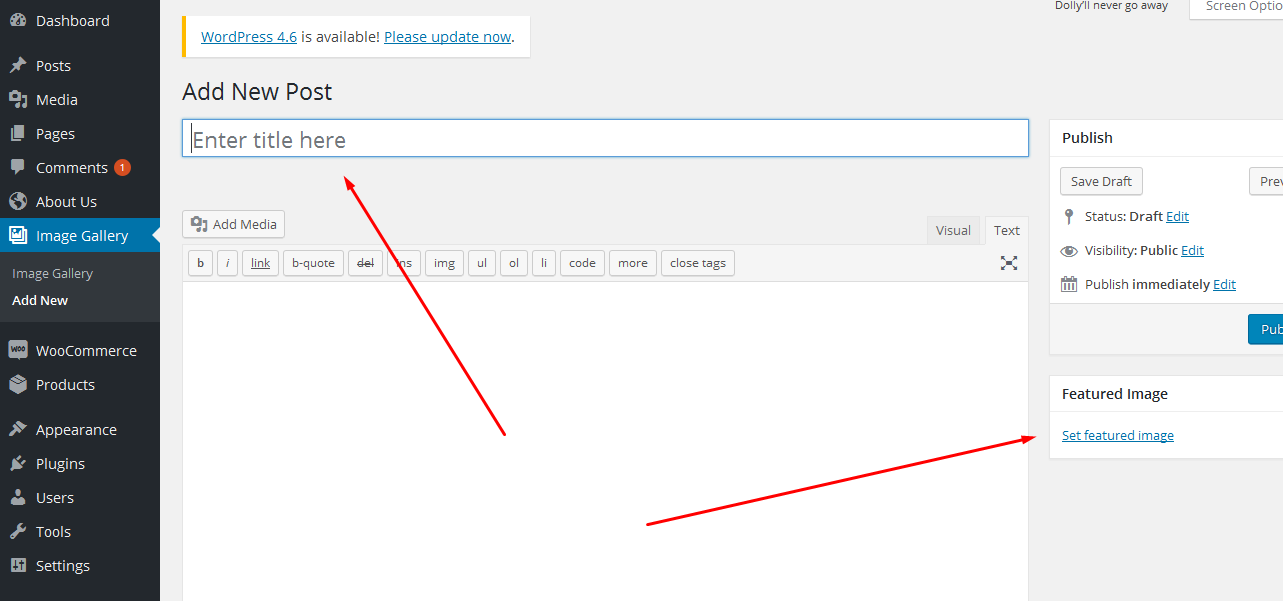 Dashboard
Posts
Media
Pages
Comments 1
About Us
Image Gallery
Image Gallery
Add New
WooCommerce
Products
Appearance
Plugins
Users
Tools
Settings
Dolly'll never go away
Screen Optio
WordPress 4.6 is available! Please update now.
Add New Post
Enter title here
Add Media
Visual
Text
b i link b-quote del ins img ul ol li code more close tags
Publish
Save Draft
Prev
Status: Draft Edit
Visibility: Public Edit
Publish immediately Edit
Pub
Featured Image
Set featured image